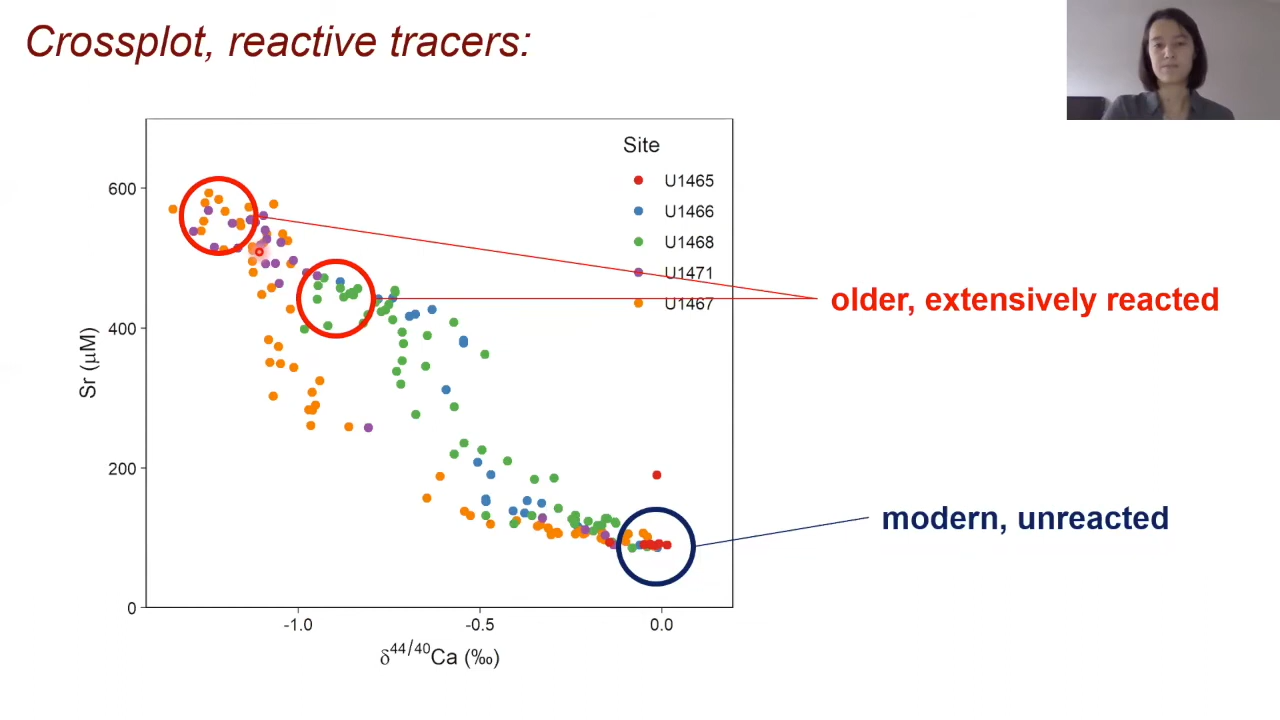 Crossplot, reactive tracers:
Site
U1465
U1466
U1468
U1471
U1467
600
400
200
0
Sr (μM)
-1.0
-0.5
0.0
δ44/40Ca (‰)
older, extensively reacted
modern, unreacted